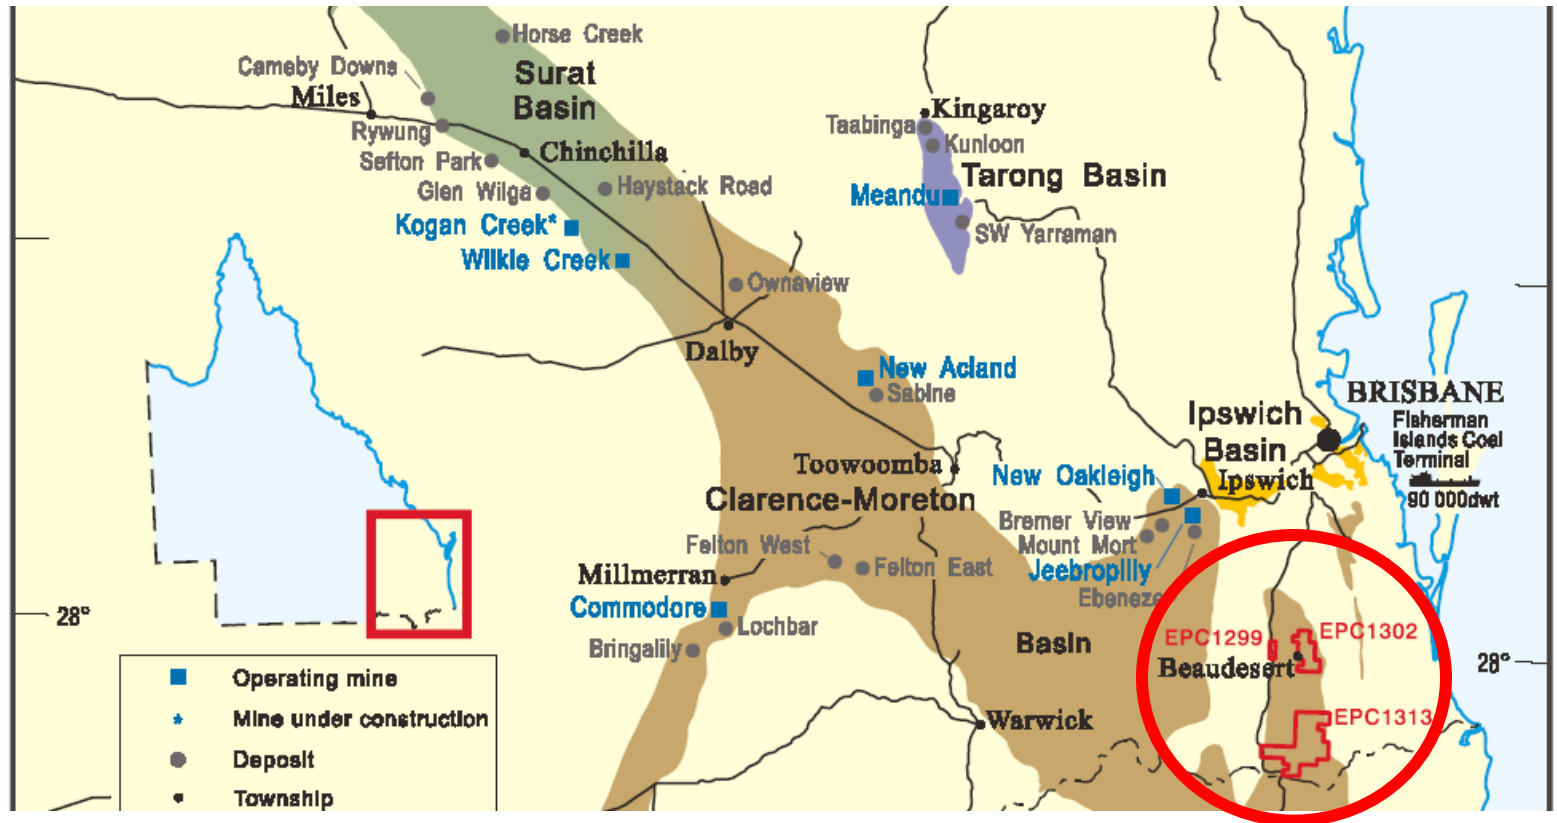 Horse Creek
Cameby Downs
Surat
Basin
Miles
Kingaroy
Rywung
Taabinga
Kunloon
Chinchilla
Sefton Park
Tarong Basin
Glen Wilga
Haystack Road
Meandu
Kogan Creek*
SW Yarraman
Wilkie Creek
Ownaview
Dalby
New Acland
Sabine
BRISBANE
Ipswich
Basin
Fisherman
Islands Coal
Terminal
90 000dwt
Toowoomba
New Oakleigh
Ipswich
Clarence-Moreton
Basin
Bremer View
Mount Mort
Jeebropilly
Ebeneze
Felton West
Felton East
Millmerran
Commodore
Lochbar
Bringalily
28°
28°
EPC1299
EPC1302
Beaudesert
EPC1313
Warwick
Operating mine
Mine under construction
Deposit
Township